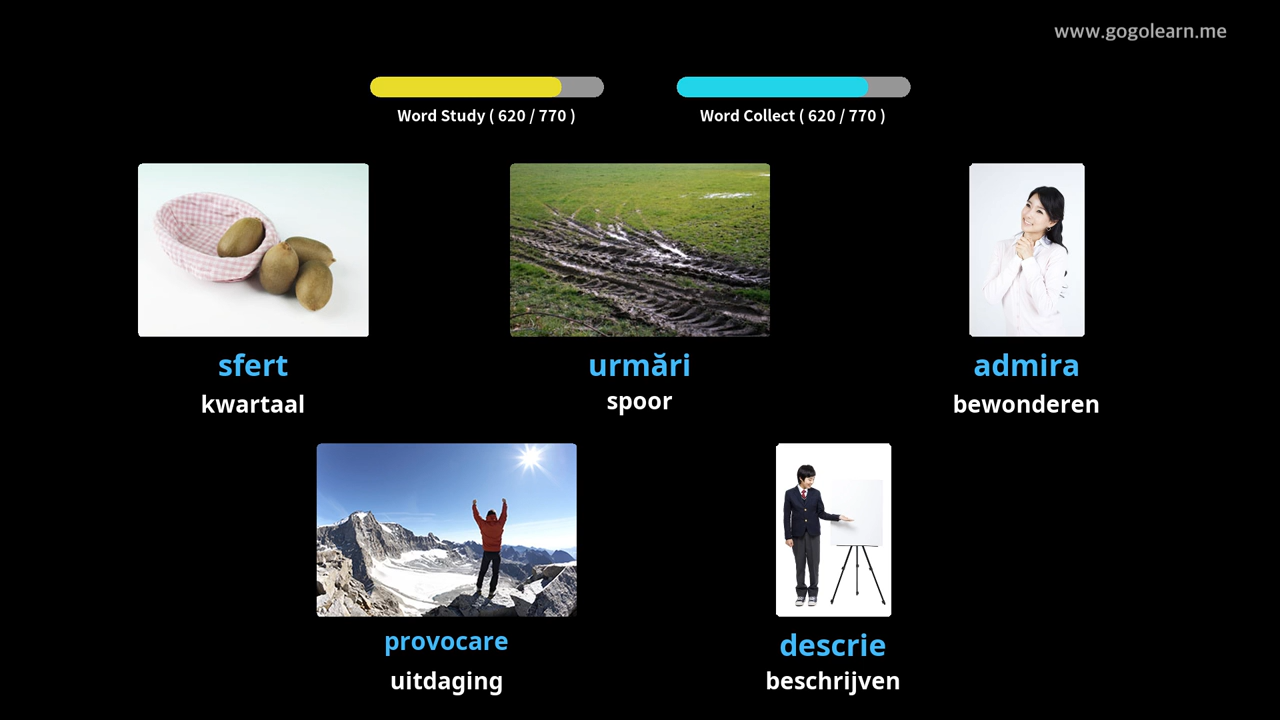 www.gogolearn.me
Word Study ( 620 / 770 )
Word Collect ( 620 / 770 )
sfert
kwartaal
urmări
spoor
admira
bewonderen
provocare
uitdaging
descrie
beschrijven